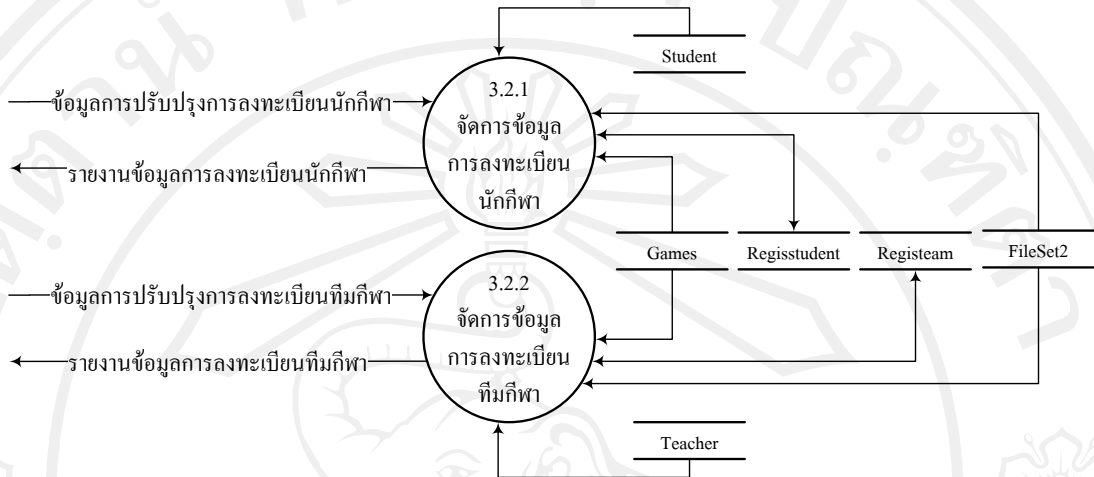 Student
3.2.1
จัดการข้อมูล
การลงทะเบียน
นักกีฬา
ข้อมูลการปรับปรุงการลงทะเบียนนักกีฬา
รายงานข้อมูลการลงทะเบียนนักกีฬา
Games
Regisstudent
Registeam
FileSet2
3.2.2
จัดการข้อมูล
การลงทะเบียน
ทีมกีฬา
ข้อมูลการปรับปรุงการลงทะเบียนทีมกีฬา
รายงานข้อมูลการลงทะเบียนทีมกีฬา
Teacher